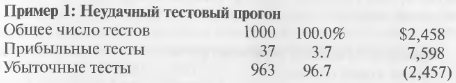 Пример 1: Неудачный тестовый прогон
Общее число тестов 1000 100.0% $2,458
Прибыльные тесты 37 3.7 7,598
Убыточные тесты 963 96.7 (2,457)